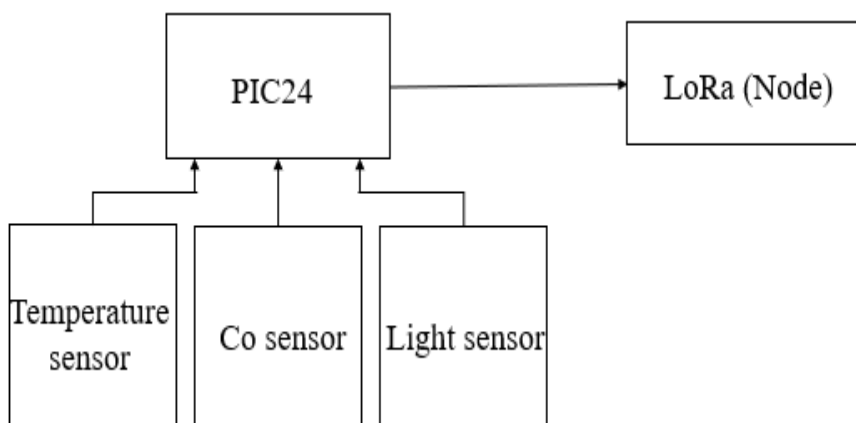 PIC24
LoRa (Node)
Temperature
sensor
Co sensor
Light sensor